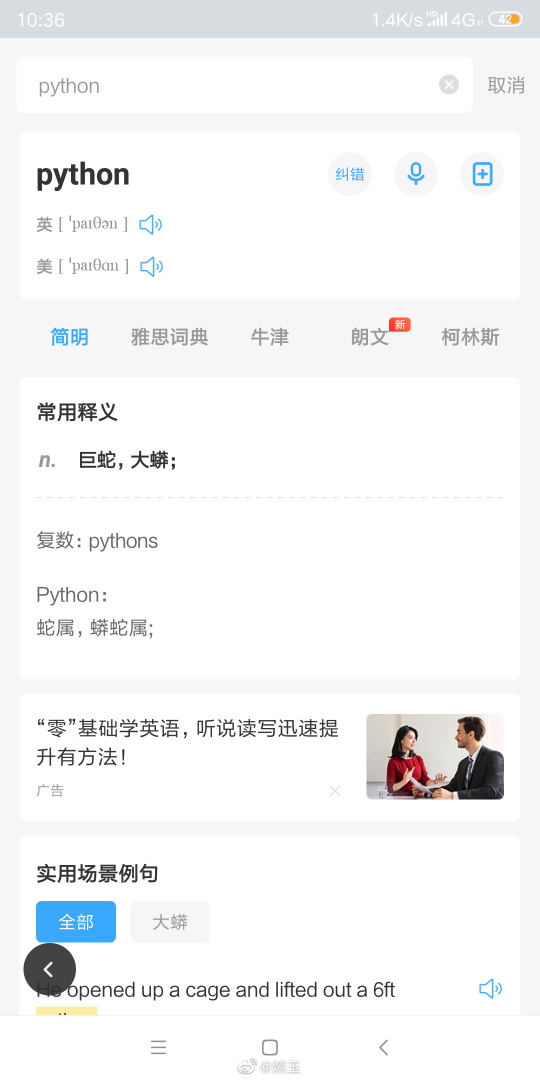 10:36 1.4K/s HD 4G 42
python 取消
python 纠错
英 [ ˈpaɪθən ]
美 [ ˈpaɪθɑn ]
简明 雅思词典 牛津 朗文 新 柯林斯
常用释义
n. 巨蛇，大蟒；
复数：pythons
Python：
蛇属，蟒蛇属;
“零”基础学英语，听说读写迅速提
升有方法！
广告
实用场景例句
全部 大蟒
He opened up a cage and lifted out a 6ft